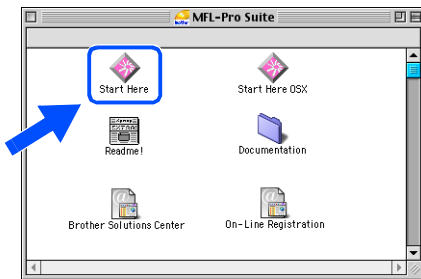 MFL-Pro Suite
Start Here
Start Here OSX
Readme!
Documentation
Brother Solutions Center
On-Line Registration